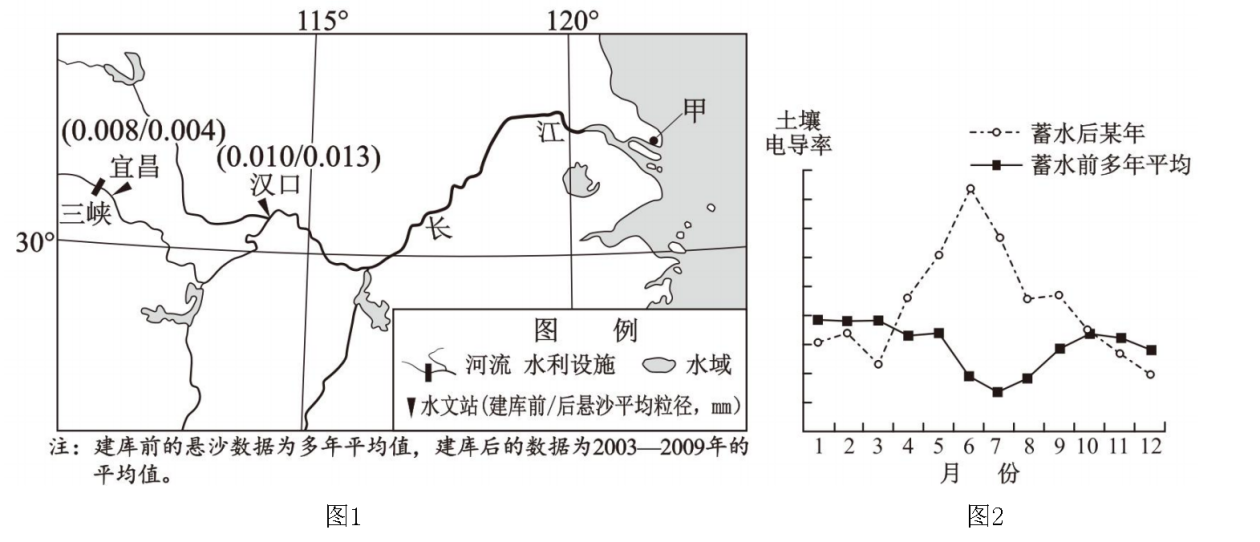 115°
120°
甲
(0.008/0.004)
江
(0.010/0.013)
宜昌
汉口
三峡
长
30°
图 例
河流 水利设施 水域
水文站(建库前/后悬沙平均粒径，mm)
注：建库前的悬沙数据为多年平均值，建库后的数据为2003—2009年的
平均值。
图1
土壤
电导率
蓄水后某年
蓄水前多年平均
1 2 3 4 5 6 7 8 9 10 11 12
月 份
图2